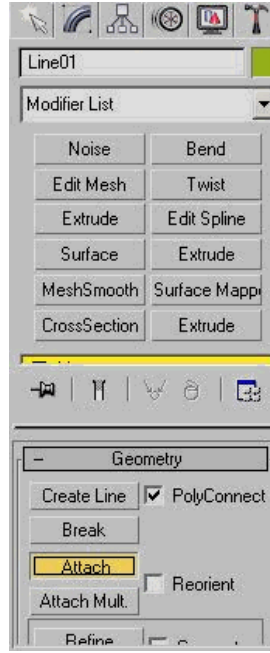 Line01
Modifier List
Noise Bend
Edit Mesh Twist
Extrude Edit Spline
Surface Extrude
MeshSmooth Surface Mappe
CrossSection Extrude
Geometry
Create Line PolyConnect
Break
Attach
Reorient
Attach Mult.
Refine